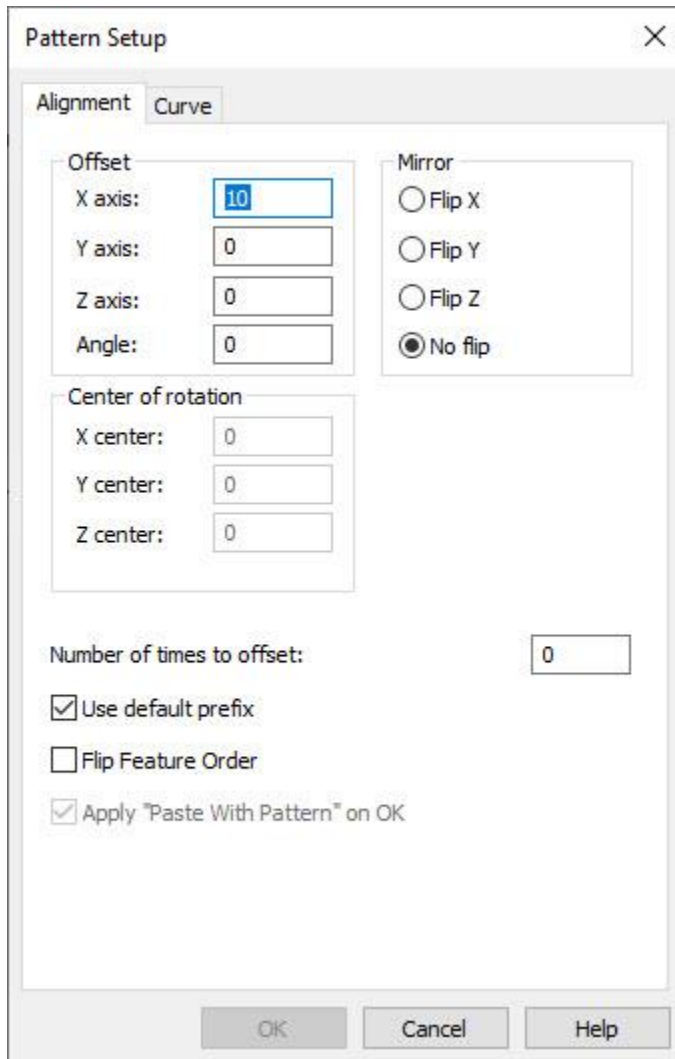 Pattern Setup
Alignment Curve
Offset
X axis: 10
Y axis: 0
Z axis: 0
Angle: 0
Mirror
Flip X
Flip Y
Flip Z
No flip
Center of rotation
X center: 0
Y center: 0
Z center: 0
Number of times to offset: 0
Use default prefix
Flip Feature Order
Apply "Paste With Pattern" on OK
OK Cancel Help